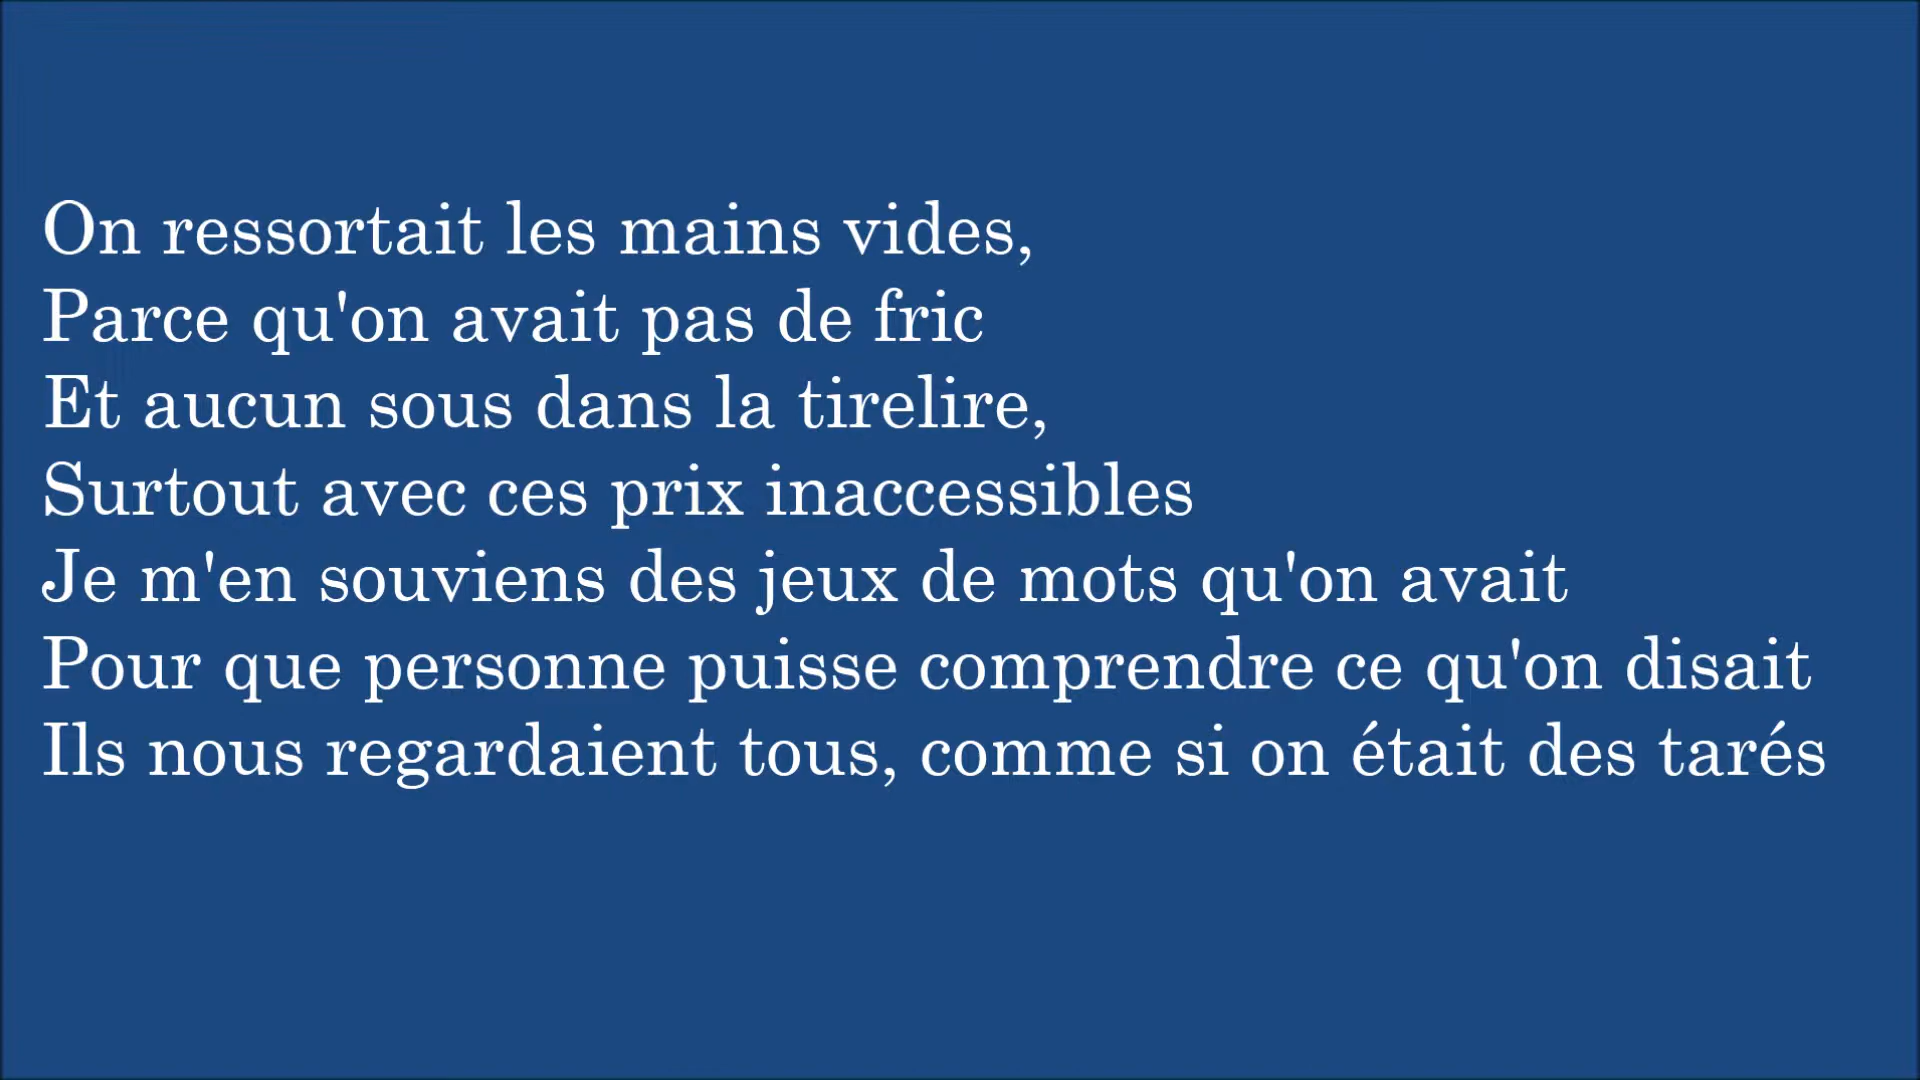 On ressortait les mains vides,
Parce qu'on avait pas de fric
Et aucun sous dans la tirelire,
Surtout avec ces prix inaccessibles
Je m'en souviens des jeux de mots qu'on avait
Pour que personne puisse comprendre ce qu'on disait
Ils nous regardaient tous, comme si on était des tarés